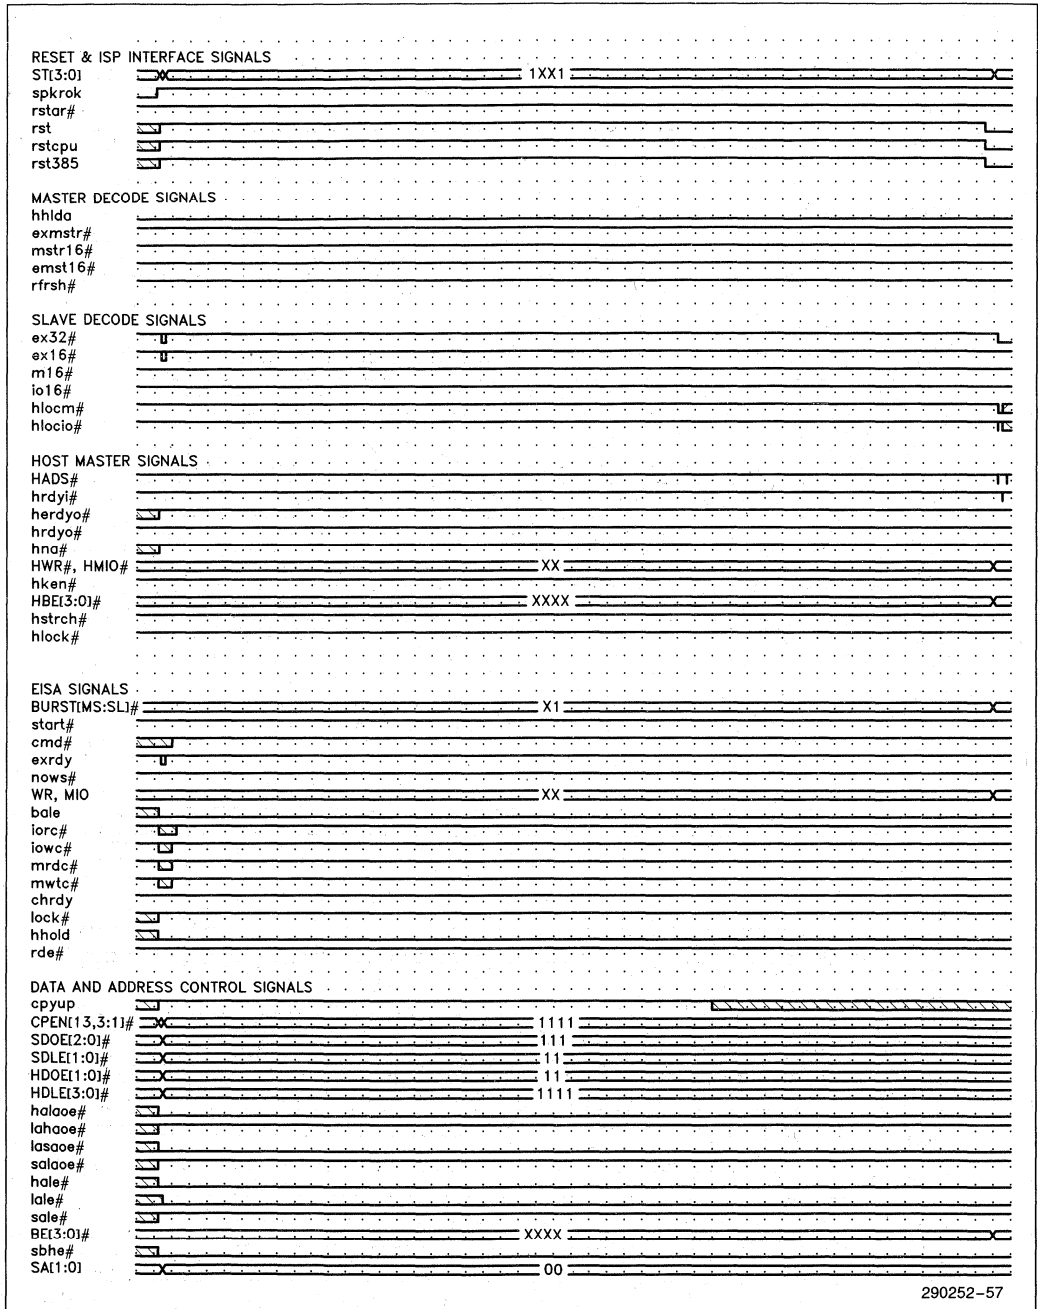 RESET & ISP INTERFACE SIGNALS
ST[3:0] 1XX1
spkrok
rstar#
rst
rstcpu
rst385
MASTER DECODE SIGNALS
hhlda
exmstr#
mstr16#
emst16#
rfrsh#
SLAVE DECODE SIGNALS
ex32#
ex16#
m16#
io16#
hlocm#
hlocio#
HOST MASTER SIGNALS
HADS#
hrdyi#
herdyo#
hrdyo#
hna#
HWR#, HMIO# XX
hken#
HBE[3:0]# XXXX
hstrch#
hlock#
EISA SIGNALS
BURST[MS:SL]# X1
start#
cmd#
exrdy
nows#
WR, MIO XX
bale
iorc#
iowc#
mrdc#
mwtc#
chrdy
lock#
hhold
rde#
DATA AND ADDRESS CONTROL SIGNALS
cpyup
CPEN[13,3:1]# 1111
SDOE[2:0]# 111
SDLE[1:0]# 11
HDOE[1:0]# 11
HDLE[3:0]# 1111
halaoe#
lahaoe#
lasaoe#
salaoe#
hale#
lale#
sale#
BE[3:0]# XXXX
sbhe#
SA[1:0] 00
290252-57